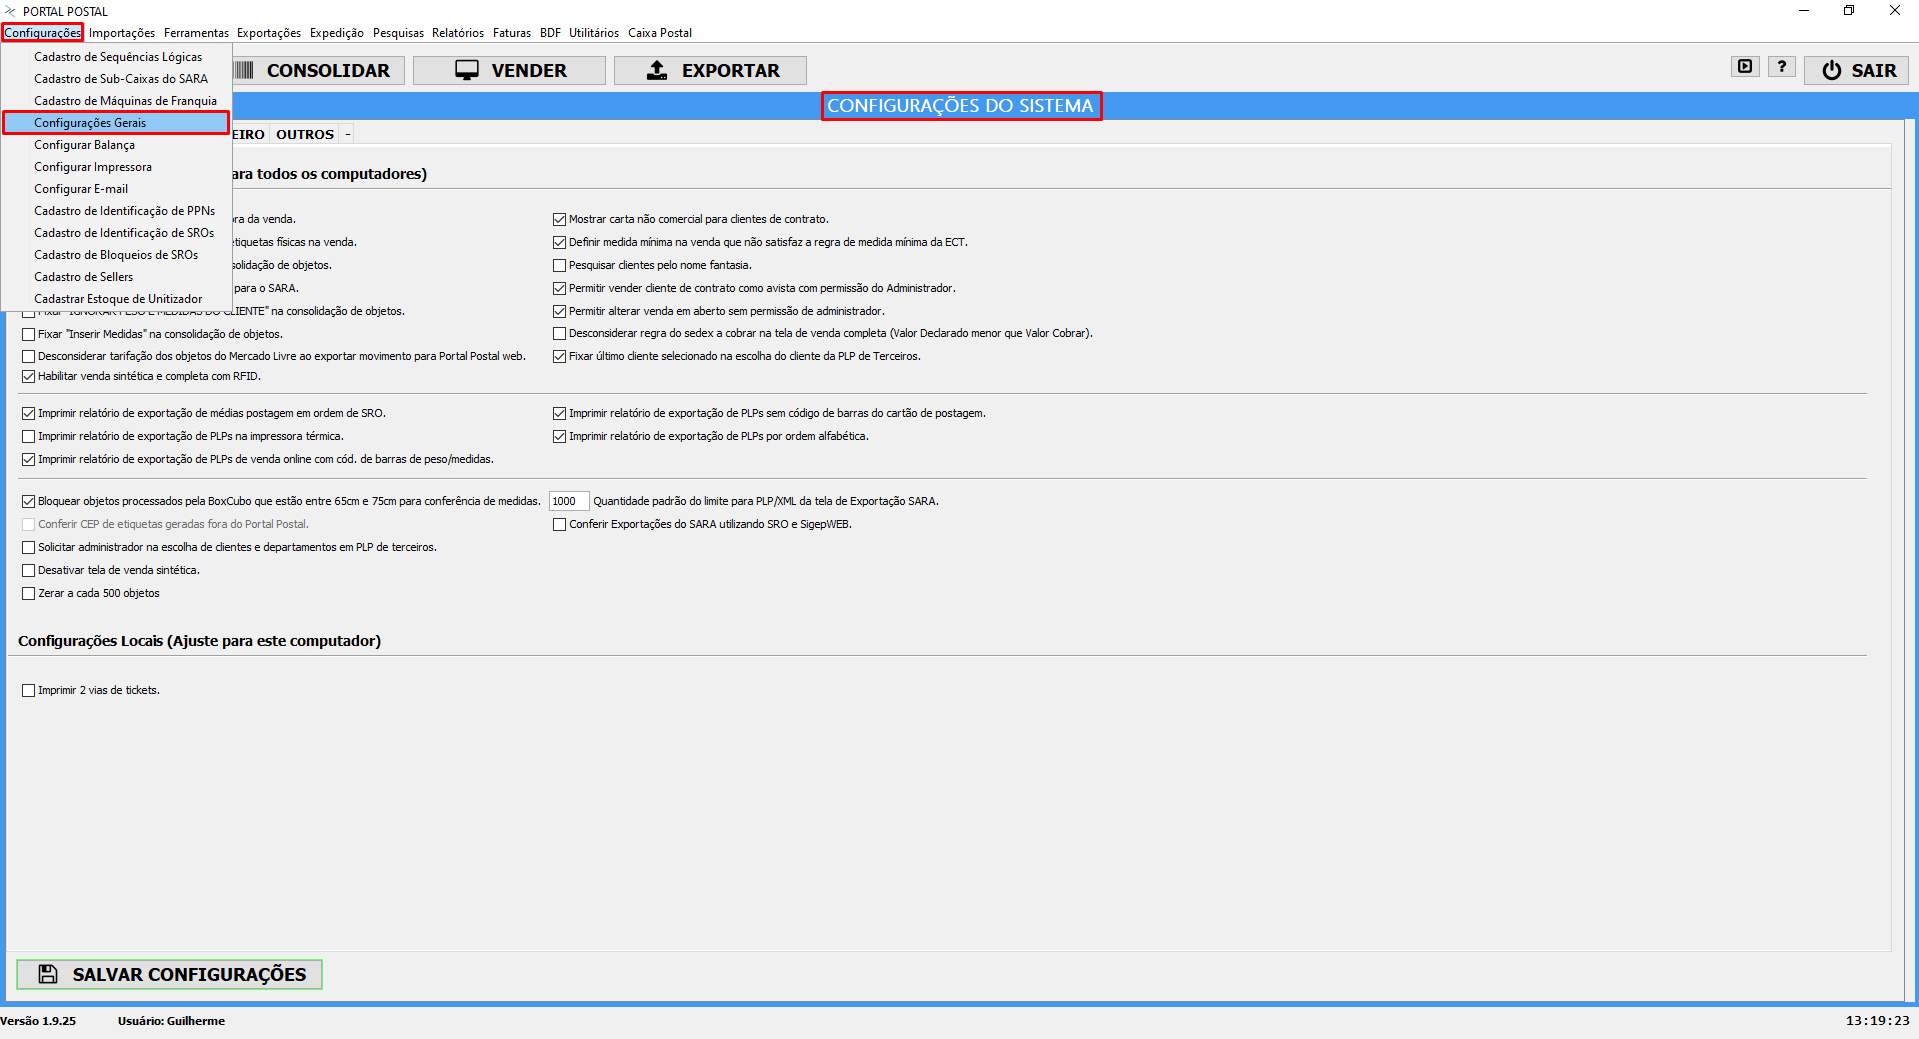 PORTAL POSTAL
Configurações Importações Ferramentas Exportações Expedição Pesquisas Relatórios Faturas BDF Utilitários Caixa Postal
Cadastro de Sequências Lógicas
Cadastro de Sub-Caixas do SARA
Cadastro de Máquinas de Franquia
Configurações Gerais
Configurar Balança
Configurar Impressora
Configurar E-mail
Cadastro de Identificação de PPNs
Cadastro de Identificação de SROs
Cadastro de Bloqueios de SROs
Cadastro de Sellers
Cadastrar Estoque de Unitizador
CONSOLIDAR VENDER EXPORTAR ? SAIR
CONFIGURAÇÕES DO SISTEMA
EIRO OUTROS -
ara todos os computadores)
ra da venda.
etiquetas físicas na venda.
solidação de objetos.
para o SARA.
"IGNORAR PESO E MEDIDAS DO CLIENTE" na consolidação de objetos.
Fixar "Inserir Medidas" na consolidação de objetos.
Desconsiderar tarifação dos objetos do Mercado Livre ao exportar movimento para Portal Postal web.
Habilitar venda sintética e completa com RFID.
Mostrar carta não comercial para clientes de contrato.
Definir medida mínima na venda que não satisfaz a regra de medida mínima da ECT.
Pesquisar clientes pelo nome fantasia.
Permitir vender cliente de contrato como avista com permissão do Administrador.
Permitir alterar venda em aberto sem permissão de administrador.
Desconsiderar regra do sedex a cobrar na tela de venda completa (Valor Declarado menor que Valor Cobrar).
Fixar último cliente selecionado na escolha do cliente da PLP de Terceiros.
Imprimir relatório de exportação de médias postagem em ordem de SRO.
Imprimir relatório de exportação de PLPs na impressora térmica.
Imprimir relatório de exportação de PLPs de venda online com cód. de barras de peso/medidas.
Imprimir relatório de exportação de PLPs sem código de barras do cartão de postagem.
Imprimir relatório de exportação de PLPs por ordem alfabética.
Bloquear objetos processados pela BoxCubo que estão entre 65cm e 75cm para conferência de medidas.
Conferir CEP de etiquetas geradas fora do Portal Postal.
Solicitar administrador na escolha de clientes e departamentos em PLP de terceiros.
Desativar tela de venda sintética.
Zerar a cada 500 objetos
1000 Quantidade padrão do limite para PLP/XML da tela de Exportação SARA.
Conferir Exportações do SARA utilizando SRO e SigepWEB.
Configurações Locais (Ajuste para este computador)
Imprimir 2 vias de tickets.
SALVAR CONFIGURAÇÕES
Versão 1.9.25 Usuário: Guilherme 13:19:23